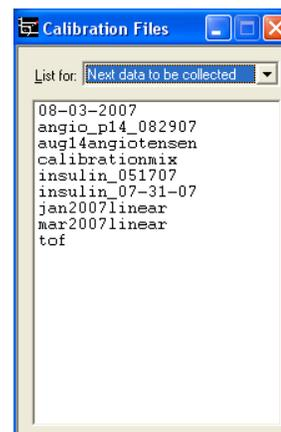 Calibration Files
List for: Next data to be collected
08-03-2007
angio_p14_082907
aug14angiotensen
calibrationmix
insulin_051707
insulin_07-31-07
jan2007linear
mar2007linear
tof